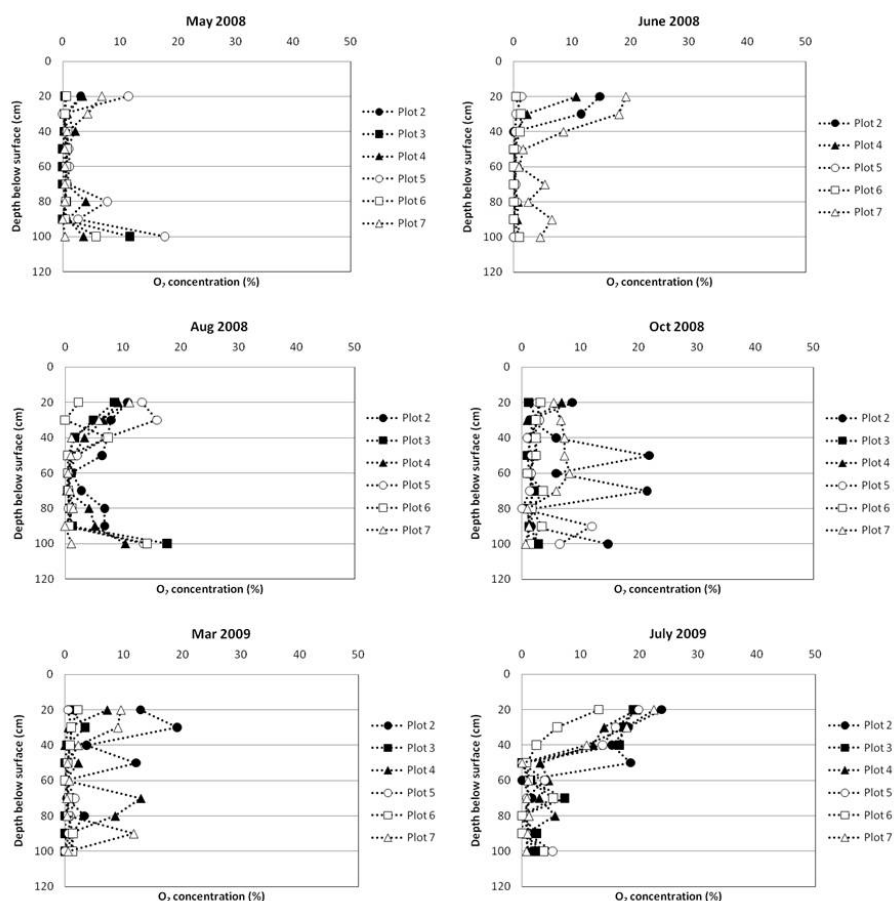 May 2008
0 10 20 30 40 50
0
20
40
60
80
100
120
Depth below surface (cm)
O₂ concentration (%)
Plot 2
Plot 3
Plot 4
Plot 5
Plot 6
Plot 7
June 2008
0 10 20 30 40 50
0
20
40
60
80
100
120
Depth below surface (cm)
O₂ concentration (%)
Plot 2
Plot 4
Plot 5
Plot 6
Plot 7
Aug 2008
0 10 20 30 40 50
0
20
40
60
80
100
120
Depth below surface (cm)
O₂ concentration (%)
Plot 2
Plot 3
Plot 4
Plot 5
Plot 6
Plot 7
Oct 2008
0 10 20 30 40 50
0
20
40
60
80
100
120
Depth below surface (cm)
O₂ concentration (%)
Plot 2
Plot 3
Plot 4
Plot 5
Plot 6
Plot 7
Mar 2009
0 10 20 30 40 50
0
20
40
60
80
100
120
Depth below surface (cm)
O₂ concentration (%)
Plot 2
Plot 3
Plot 4
Plot 5
Plot 6
Plot 7
July 2009
0 10 20 30 40 50
0
20
40
60
80
100
120
Depth below surface (cm)
O₂ concentration (%)
Plot 2
Plot 3
Plot 4
Plot 5
Plot 6
Plot 7